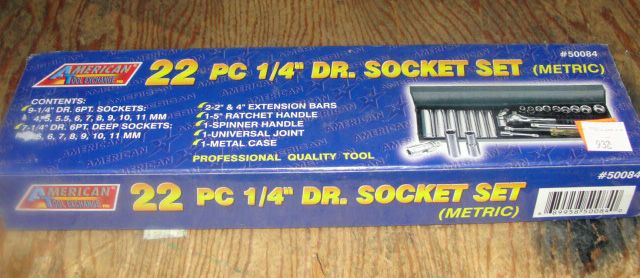 AMERICAN
TOOL EXCHANGE INC
22 PC 1/4" DR. SOCKET SET (METRIC)
#50084
CONTENTS:
9-1/4" DR. 6PT. SOCKETS:
4, 5, 5.5, 6, 7, 8, 9, 10, 11 MM
7-1/4" DR. 6PT. DEEP SOCKETS:
5, 6, 7, 8, 9, 10, 11 MM
2-2" & 4" EXTENSION BARS
1-5" RATCHET HANDLE
1-SPINNER HANDLE
1-UNIVERSAL JOINT
1-METAL CASE
PROFESSIONAL QUALITY TOOL
938
AMERICAN
TOOL EXCHANGE INC
22 PC 1/4" DR. SOCKET SET
(METRIC)
#50084